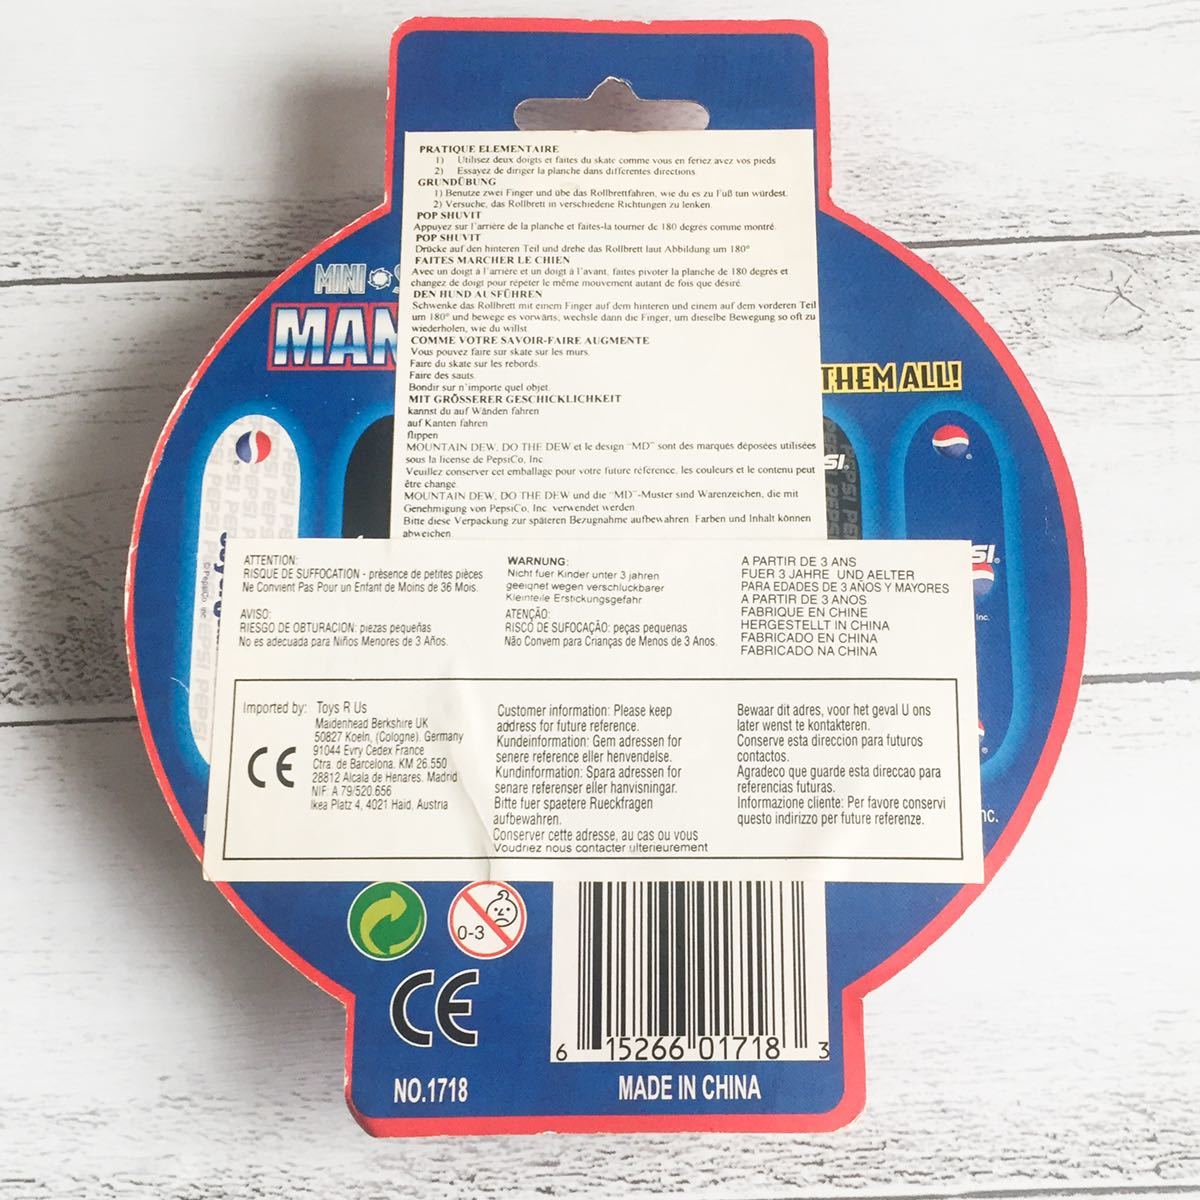 PRATIQUE ELEMENTAIRE
1) Utilisez deux doigts et faites du skate comme vous en feriez avez vos pieds
2) Essayez de diriger la planche dans differentes directions
GRUNDÜBUNG
1) Benutze zwei Finger und übe das Rollbrettfahren, wie du es zu Fuß tun würdest.
2) Versuche, das Rollbrett in verschiedene Richtungen zu lenken.
POP SHUVIT
Appuyez sur l'arrière de la planche et faites-la tourner de 180 degrés comme montré.
POP SHUVIT
Drücke auf den hinteren Teil und drehe das Rollbrett laut Abbildung um 180°
FAITES MARCHER LE CHIEN
Avec un doigt à l'arrière et un doigt à l'avant, faites pivoter la planche de 180 degrés et
changez de doigt pour répéter le même mouvement autant de fois que désiré.
DEN HUND AUSFÜHREN
Schwenke das Rollbrett mit einem Finger auf dem hinteren und einem auf dem vorderen Teil
um 180° und bewege es vorwärts, wechsle dann die Finger, um dieselbe Bewegung so oft zu
wiederholen, wie du willst.
COMME VOTRE SAVOIR-FAIRE AUGMENTE
Vous pouvez faire sur skate sur les murs.
Faire du skate sur les rebords.
Faire des sauts.
Bondir sur n'importe quel objet.
MIT GRÖSSERER GESCHICKLICHKEIT
kannst du auf Wänden fahren
auf Kanten fahren
flippen
MOUNTAIN DEW, DO THE DEW et le design "MD" sont des marques déposées utilisées
sous la license de PepsiCo, Inc
Veuillez conserver cet emballage pour votre future référence, les couleurs et le contenu peut
être change
MOUNTAIN DEW, DO THE DEW und die "MD"-Muster sind Warenzeichen, die mit
Genehmigung von PepsiCo, Inc. verwendet werden
Bitte diese Verpackung zur späteren Bezugnahme aufbewahren. Farben und Inhalt können
abweichen.
MINI
MAN
THEM ALL!
PEPSI PEPSI
©PepsiCo, Inc.
SI.
PEPSI PE
SI.
Inc.
nc.
ATTENTION:
RISQUE DE SUFFOCATION - présence de petites pièces
Ne Convient Pas Pour un Enfant de Moins de 36 Mois.
AVISO:
RIESGO DE OBTURACION: piezas pequeñas
No es adecuada para Niños Menores de 3 Años.
WARNUNG:
Nicht fuer Kinder unter 3 jahren
geeignet wegen verschluckbarer
Kleinteile Erstickungsgefahr
ATENÇÃO:
RISCO DE SUFOCAÇÃO: peças pequenas
Não Convem para Crianças de Menos de 3 Anos.
A PARTIR DE 3 ANS
FUER 3 JAHRE UND AELTER
PARA EDADES DE 3 AÑOS Y MAYORES
A PARTIR DE 3 ANOS
FABRIQUE EN CHINE
HERGESTELLT IN CHINA
FABRICADO EN CHINA
FABRICADO NA CHINA
Imported by: Toys R Us
Maidenhead Berkshire UK
50827 Koeln, (Cologne). Germany
91044 Evry Cedex France
Ctra. de Barcelona. KM 26.550
28812 Alcala de Henares. Madrid
NIF: A 79/520.656
Ikea Platz 4, 4021 Haid, Austria
CE
Customer information: Please keep
address for future reference.
Kundeinformation: Gem adressen for
senere reference eller henvendelse.
Kundinformation: Spara adressen for
senare referenser eller hanvisningar.
Bitte fuer spaetere Rueckfragen
aufbewahren.
Conserver cette adresse, au cas ou vous
Voudriez nous contacter ulterieurement
Bewaar dit adres, voor het geval U ons
later wenst te kontakteren.
Conserve esta direccion para futuros
contactos.
Agradeco que guarde esta direccao para
referencias futuras.
Informazione cliente: Per favore conservi
questo indirizzo per future referenze.
0-3
CE
6 15266 01718 3
NO.1718
MADE IN CHINA